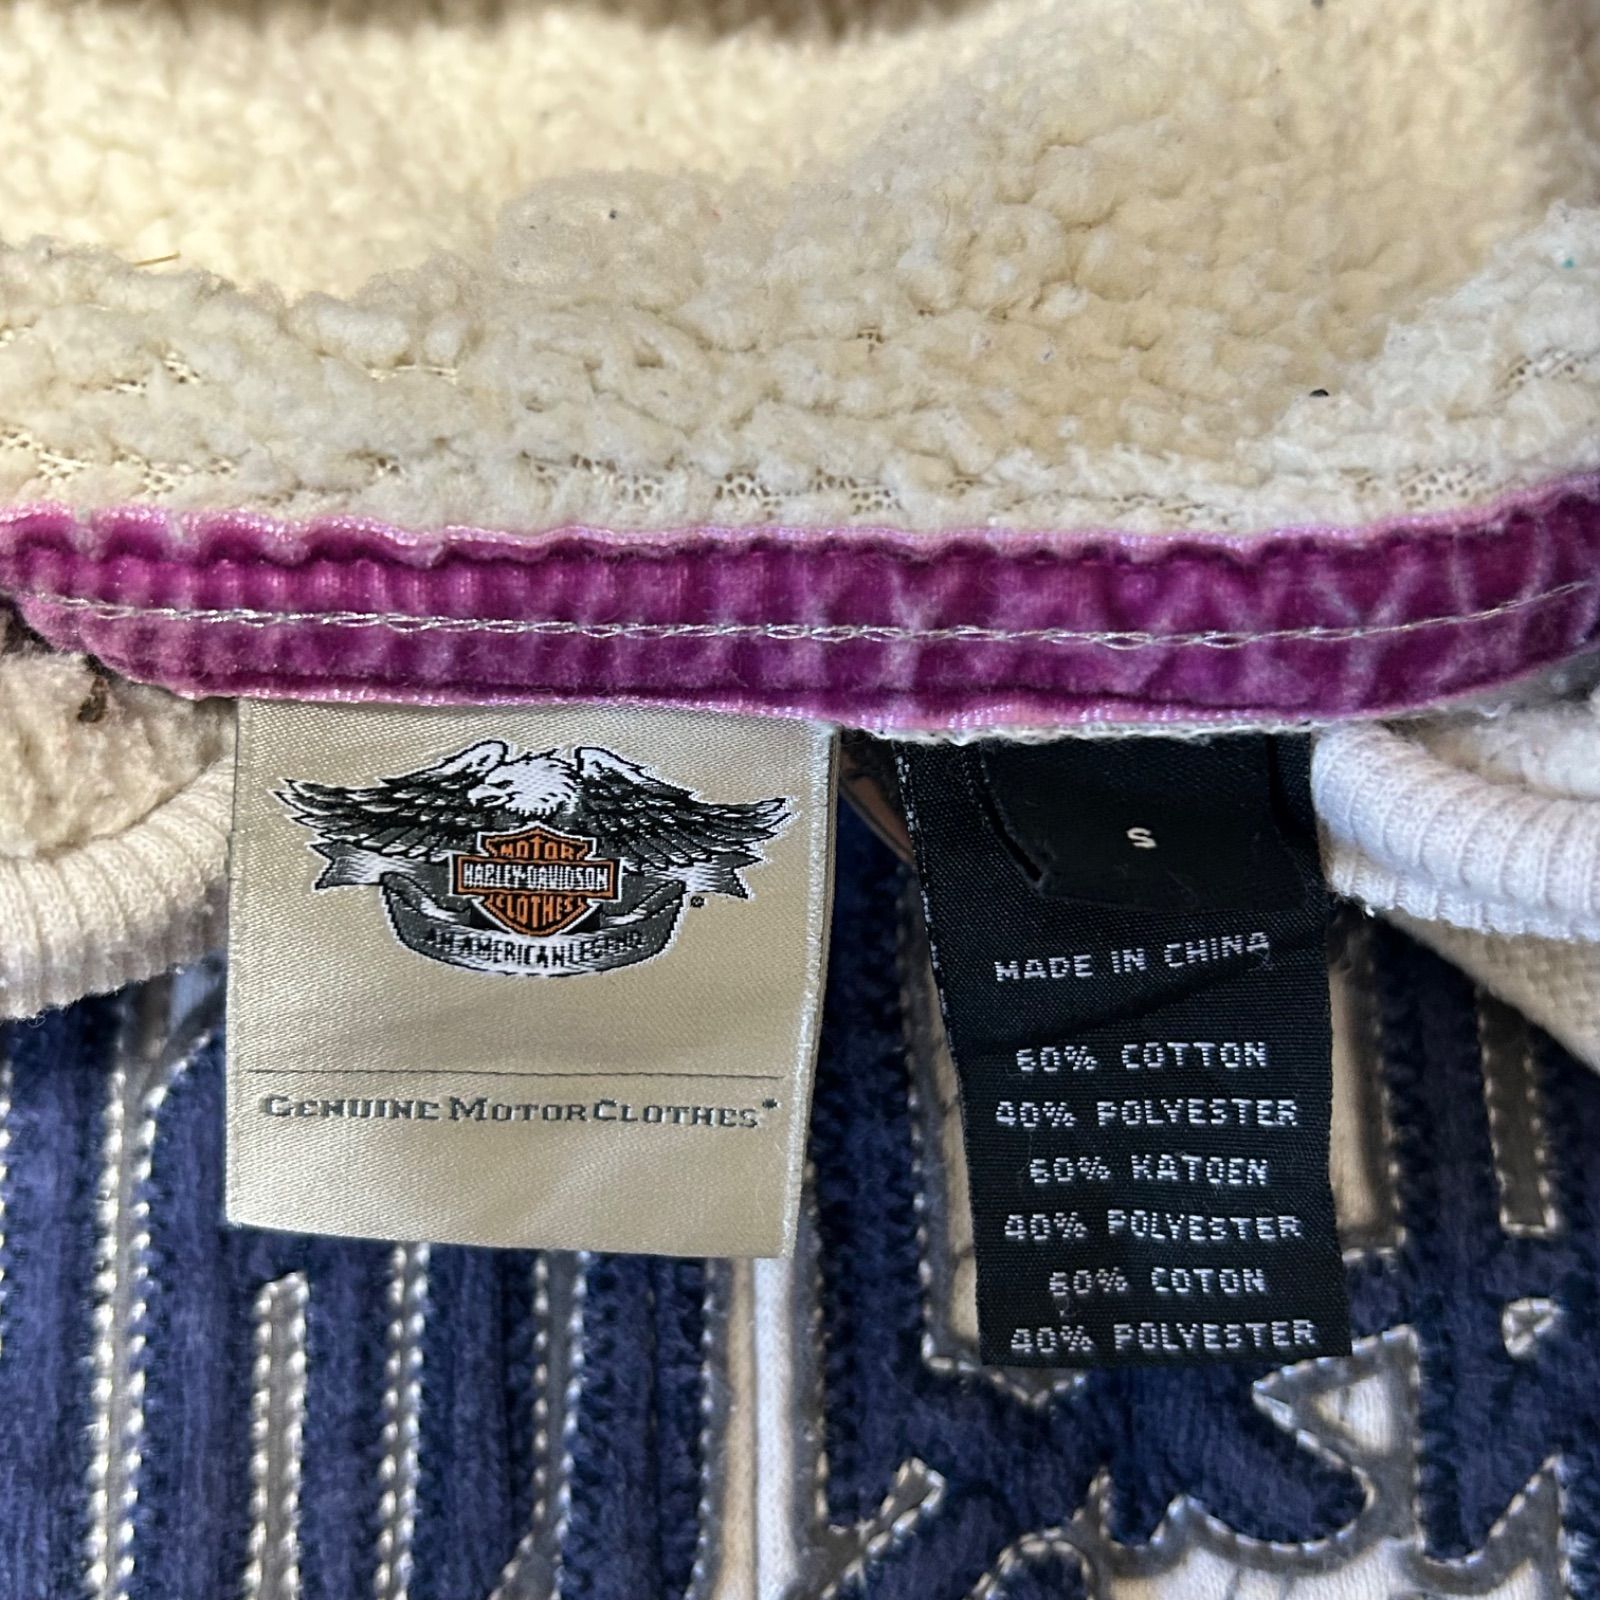 MOTOR
HARLEY-DAVIDSON
CLOTHES
AN AMERICAN LEGEND
GENUINE MOTORCLOTHES
S
MADE IN CHINA
60% COTTON
40% POLYESTER
60% KATOEN
40% POLYESTER
60% COTON
40% POLYESTER